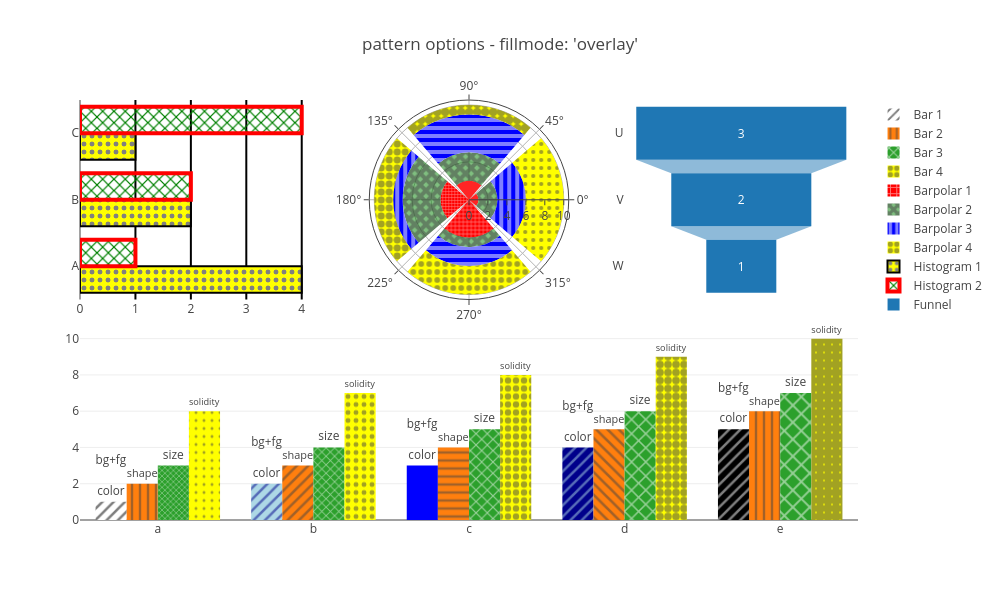 pattern options - fillmode: 'overlay'
C
B
A
0 1 2 3 4
90°
135° 45°
180° 0°
0 2 4 6 8 10
225° 315°
270°
U 3
V 2
W 1
Bar 1
Bar 2
Bar 3
Bar 4
Barpolar 1
Barpolar 2
Barpolar 3
Barpolar 4
Histogram 1
Histogram 2
Funnel
10
8
6
4
2
0
bg+fg
color
shape
size
solidity
bg+fg
color
shape
size
solidity
bg+fg
color
shape
size
solidity
bg+fg
color
shape
size
solidity
bg+fg
color
shape
size
solidity
a b c d e